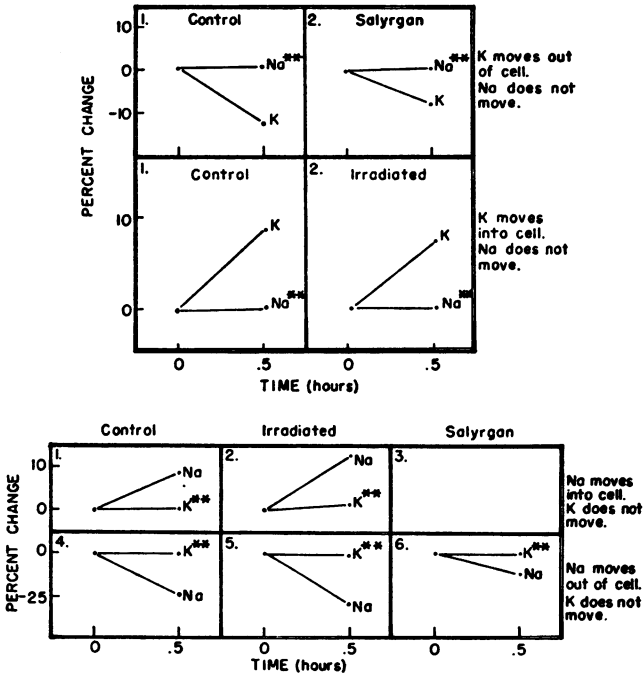 1. Control
2. Salyrgan
10
0
-10
Na**
K
Na**
K
K moves out
of cell.
Na does not
move.
PERCENT CHANGE
1. Control
2. Irradiated
10
0
K
Na**
K
Na**
K moves
into cell.
Na does not
move.
0 .5 0 .5
TIME (hours)
Control Irradiated Salyrgan
1.
2.
3.
10
0
Na
K**
Na
K**
Na moves
into cell.
K does not
move.
PERCENT CHANGE
4.
5.
6.
0
-25
K**
Na
K**
Na
K**
Na
Na moves
out of cell.
K does not
move.
0 .5 0 .5 0 .5
TIME (hours)